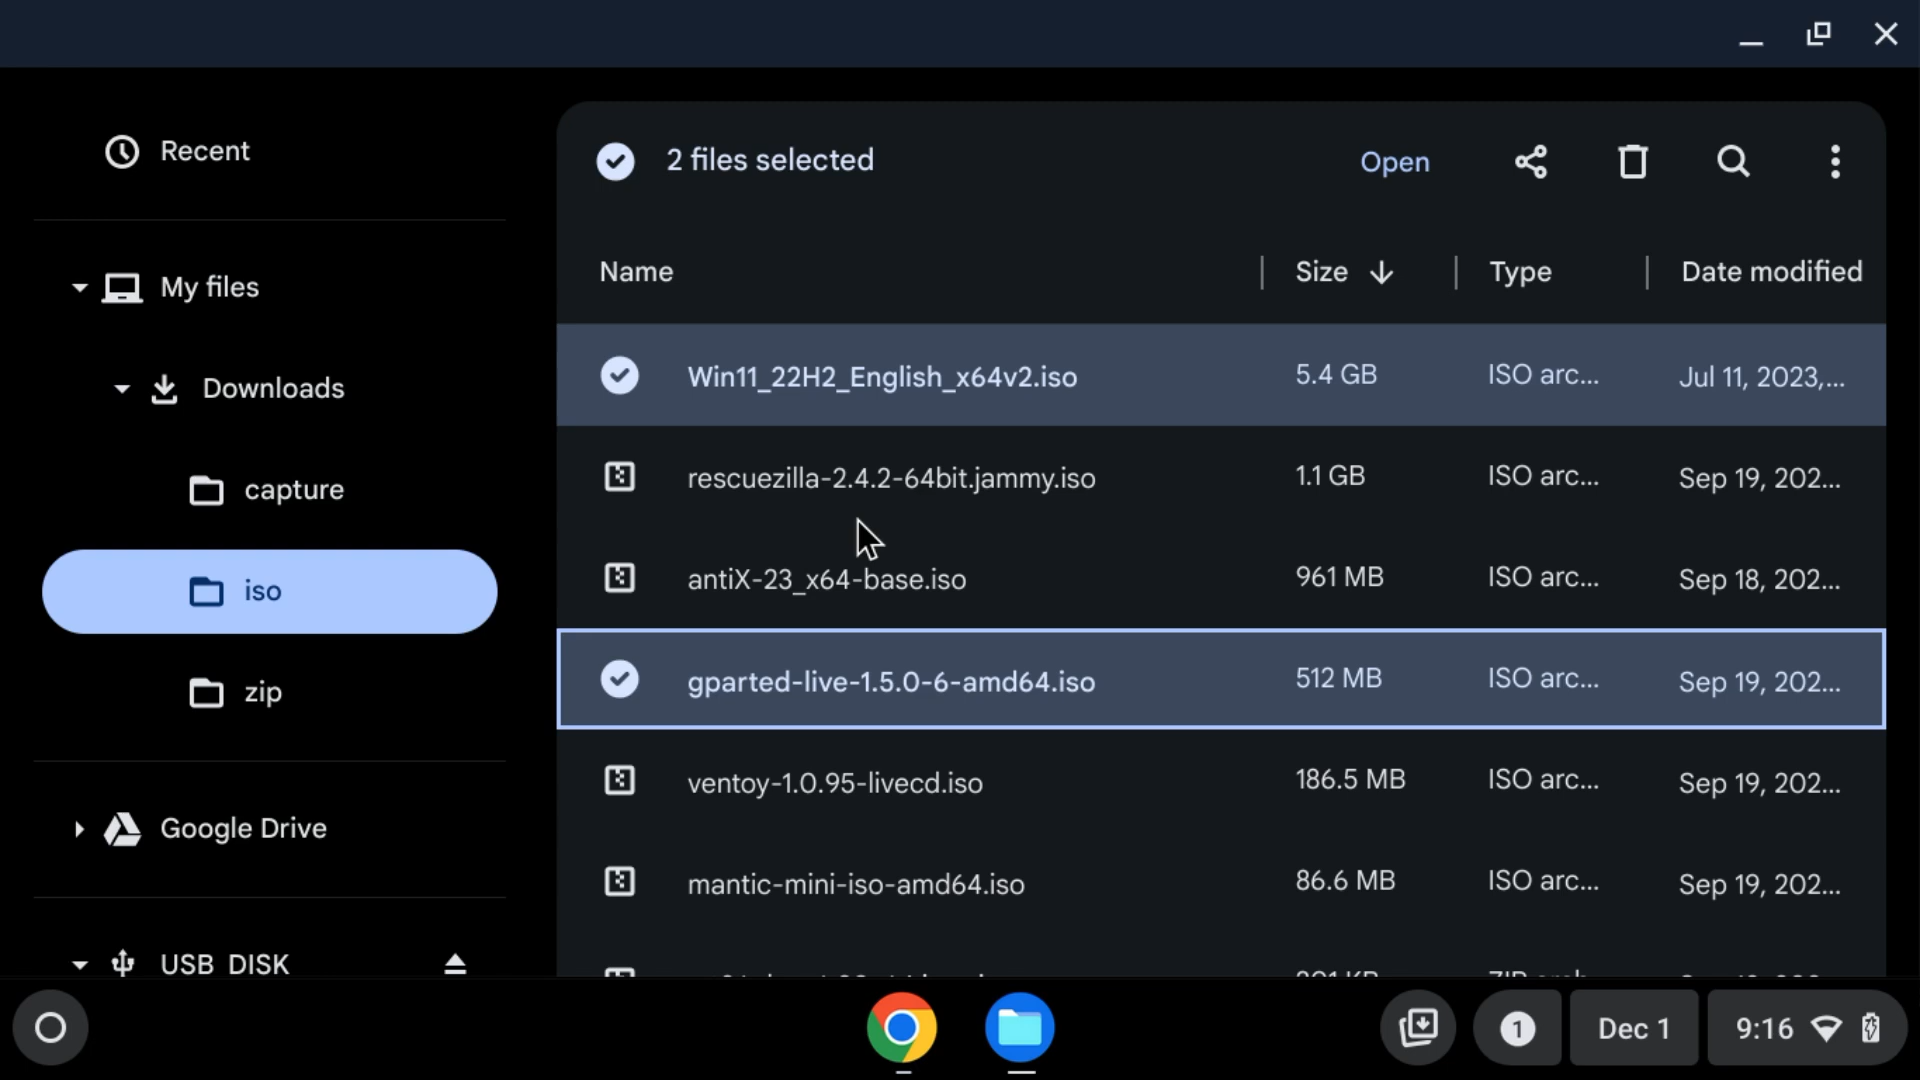 Recent
My files
Downloads
capture
iso
zip
Google Drive
USB DISK
2 files selected
Open
Name Size Type Date modified
Win11_22H2_English_x64v2.iso 5.4 GB ISO arc... Jul 11, 2023,...
rescuezilla-2.4.2-64bit.jammy.iso 1.1 GB ISO arc... Sep 19, 202...
antiX-23_x64-base.iso 961 MB ISO arc... Sep 18, 202...
gparted-live-1.5.0-6-amd64.iso 512 MB ISO arc... Sep 19, 202...
ventoy-1.0.95-livecd.iso 186.5 MB ISO arc... Sep 19, 202...
mantic-mini-iso-amd64.iso 86.6 MB ISO arc... Sep 19, 202...
1 Dec 1 9:16